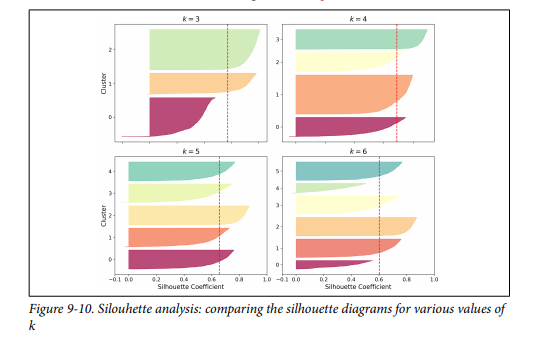 k = 3
k = 4
Cluster
2
1
0
3
2
1
0
k = 5
k = 6
Cluster
4
3
2
1
0
5
4
3
2
1
0
−0.1 0.0 0.2 0.4 0.6 0.8 1.0
−0.1 0.0 0.2 0.4 0.6 0.8 1.0
Silhouette Coefficient
Silhouette Coefficient
Figure 9-10. Silouhette analysis: comparing the silhouette diagrams for various values of
k